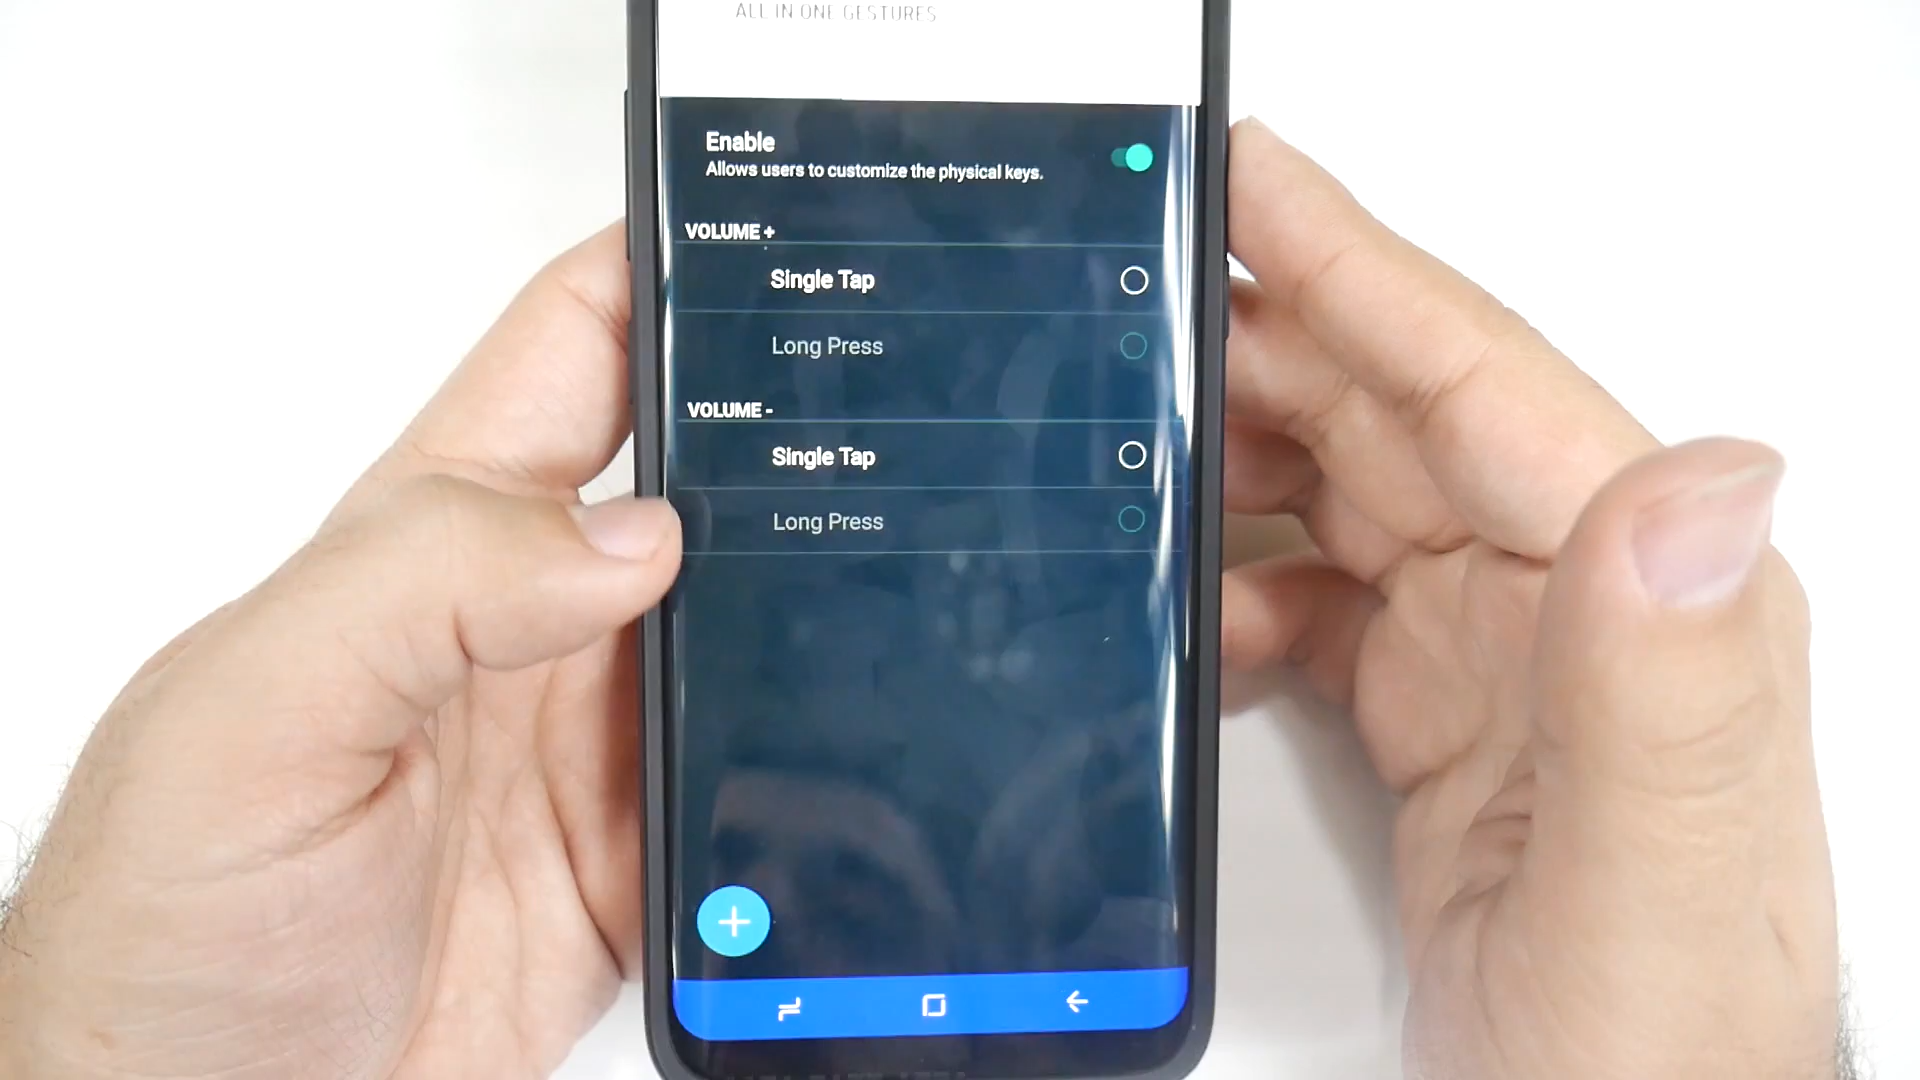 ALL IN ONE GESTURES
Enable
Allows users to customize the physical keys.
VOLUME +
Single Tap
Long Press
VOLUME -
Single Tap
Long Press